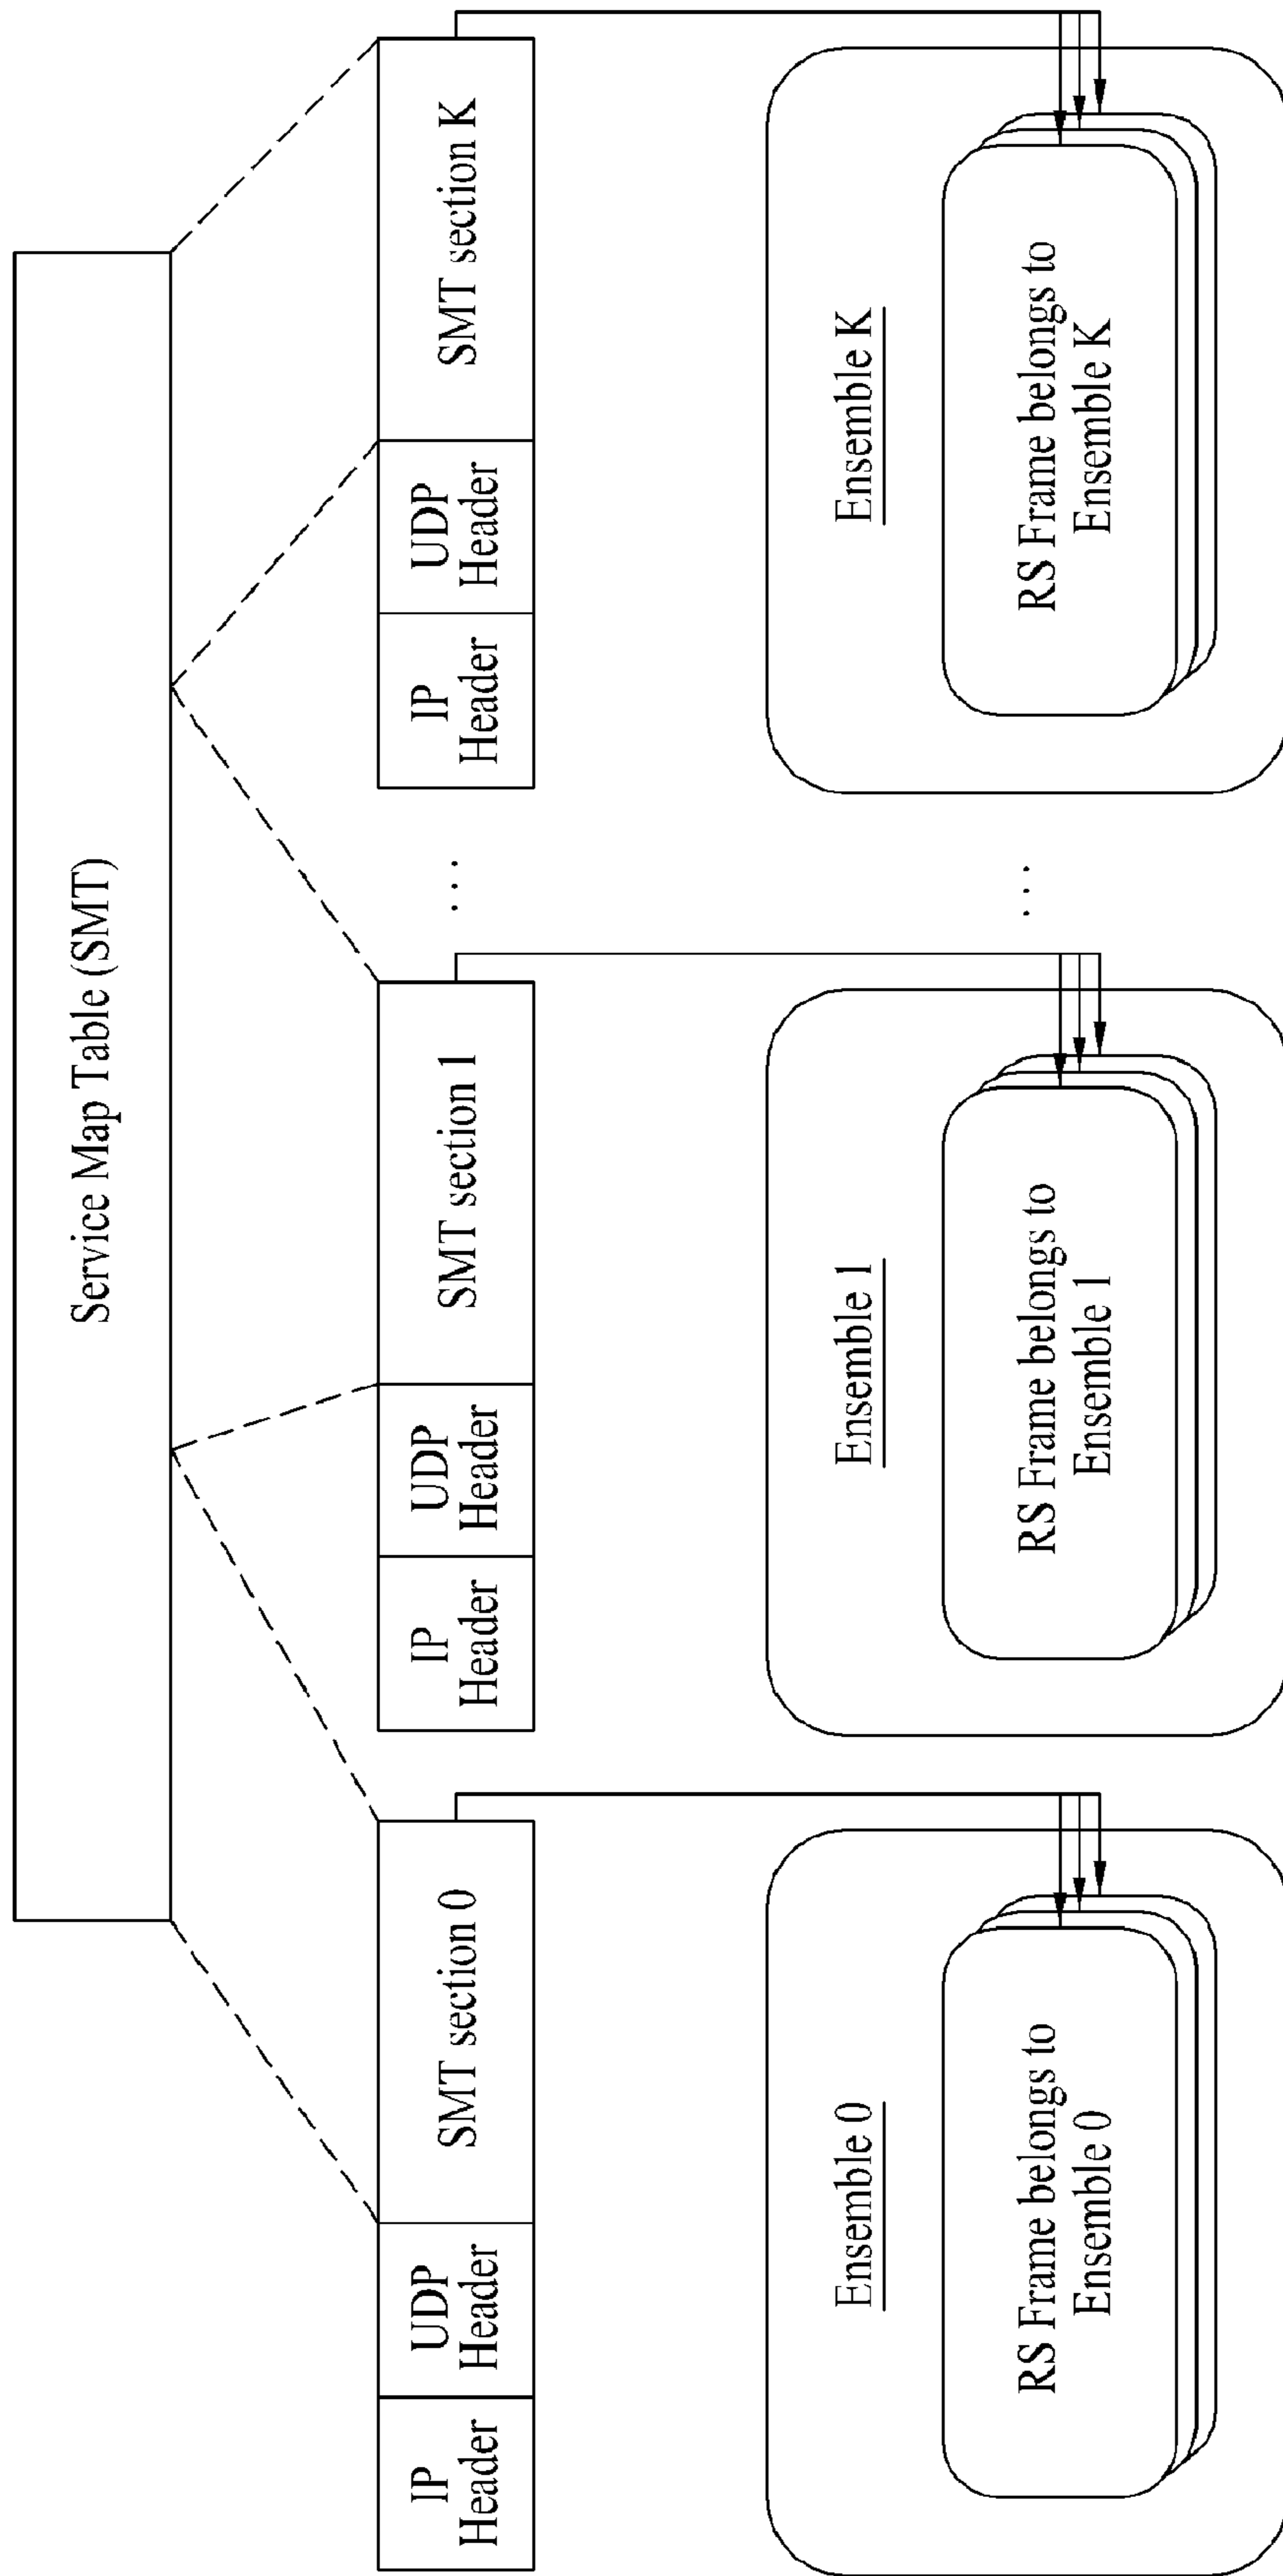 Service Map Table (SMT)
IP
Header
UDP
Header
SMT section 0
IP
Header
UDP
Header
SMT section 1
...
IP
Header
UDP
Header
SMT section K
Ensemble 0
RS Frame belongs to
Ensemble 0
Ensemble 1
RS Frame belongs to
Ensemble 1
...
Ensemble K
RS Frame belongs to
Ensemble K